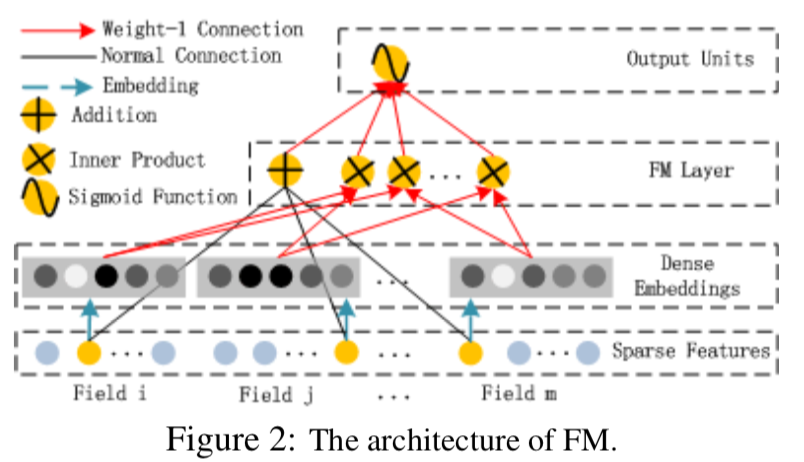 Weight-1 Connection
Normal Connection
Embedding
Addition
Inner Product
Sigmoid Function
Output Units
FM Layer
...
Dense
Embeddings
...
Sparse Features
... ... ... ...
Field i Field j ... Field m
Figure 2: The architecture of FM.